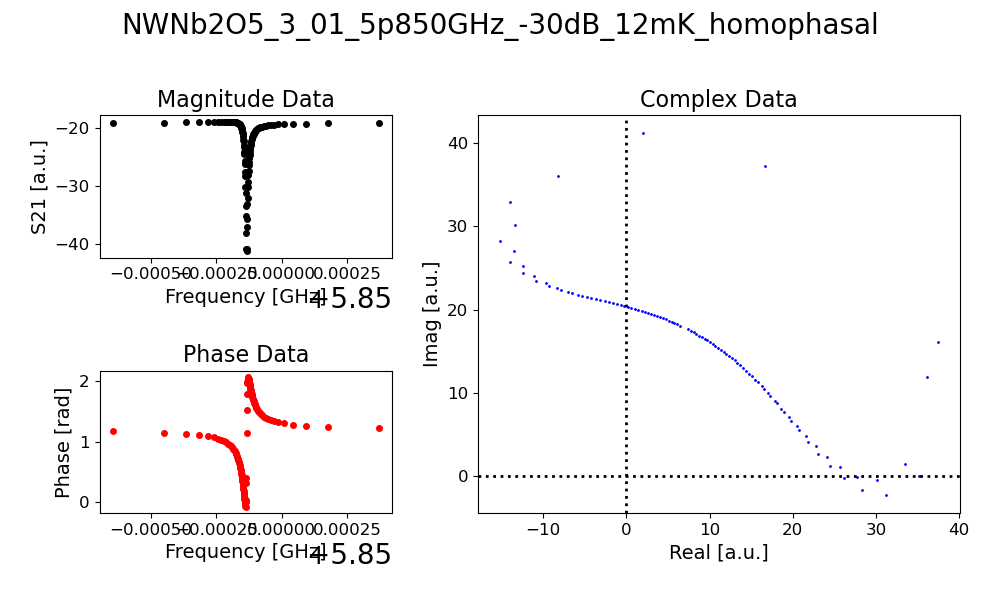 NWNb2O5_3_01_5p850GHz_-30dB_12mK_homophasal
Magnitude Data
S21 [a.u.]
−20
−30
−40
−0.00050 −0.00025 0.00000 0.00025
Frequency [GHz]
+5.85
Phase Data
Phase [rad]
2
1
0
−0.00050 −0.00025 0.00000 0.00025
Frequency [GHz]
+5.85
Complex Data
Imag [a.u.]
40
30
20
10
0
−10 0 10 20 30 40
Real [a.u.]